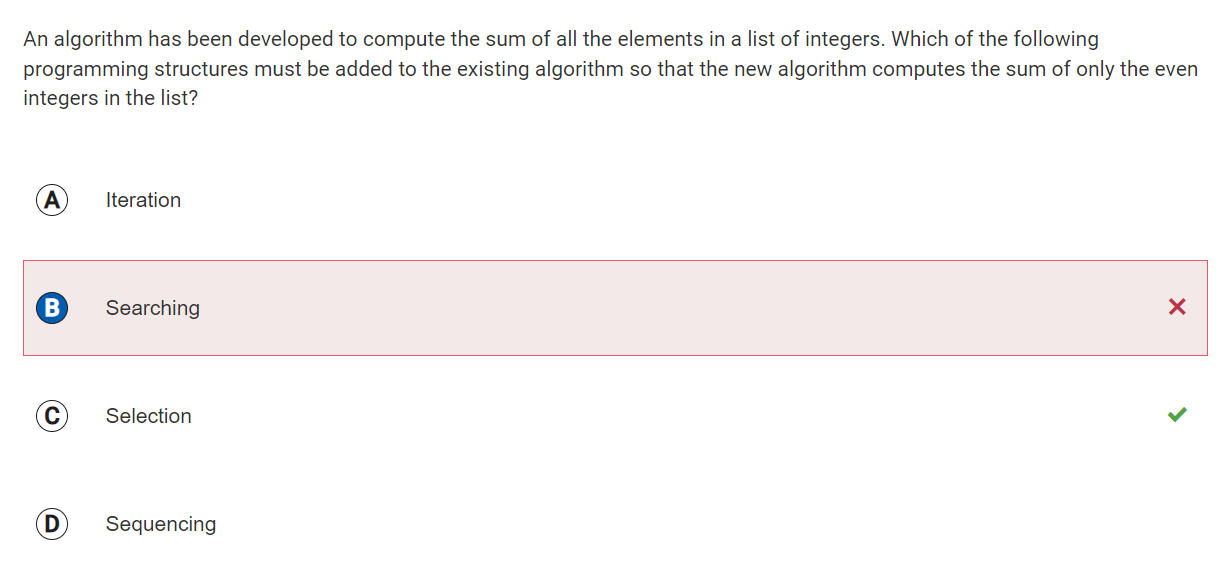 An algorithm has been developed to compute the sum of all the elements in a list of integers. Which of the following
programming structures must be added to the existing algorithm so that the new algorithm computes the sum of only the even
integers in the list?
A Iteration
B Searching
C Selection
D Sequencing